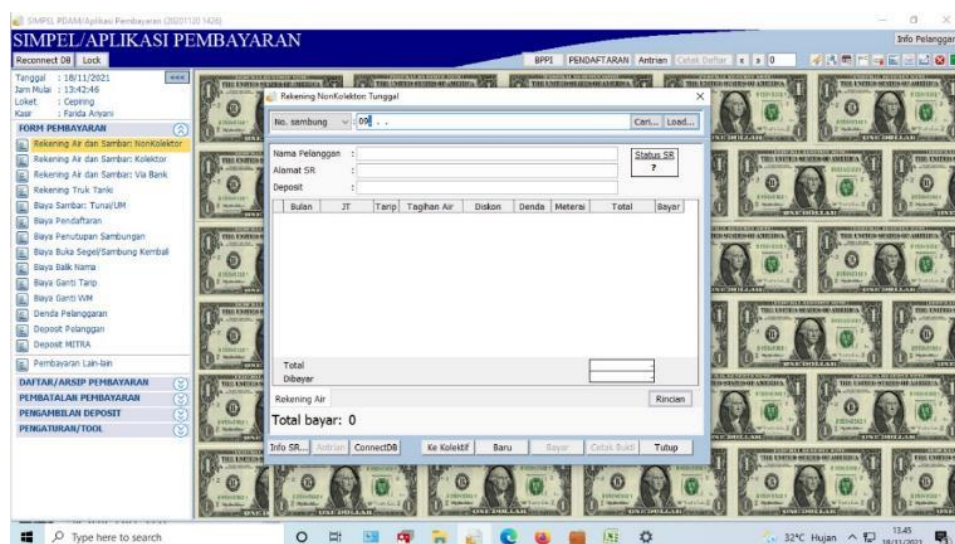 SIMPEL PDAM/Aplikasi Pembayaran (20201120 1426)
SIMPEL/APLIKASI PEMBAYARAN
Info Pelanggan
Reconnect DB Lock
BPPI PENDAFTARAN Antrian Cetak Daftar < > 0
Tanggal : 18/11/2021 <<<
Jam Mulai : 13:42:46
Loket : Cepiring
Kasir : Farida Ariyani
FORM PEMBAYARAN
Rekening Air dan Sambar: NonKolektor
Rekening Air dan Sambar: Kolektor
Rekening Air dan Sambar: Via Bank
Rekening Truk Tanki
Biaya Sambar: Tunai/UM
Biaya Pendaftaran
Biaya Penutupan Sambungan
Biaya Buka Segel/Sambung Kembali
Biaya Balik Nama
Biaya Ganti Tarip
Biaya Ganti WM
Denda Pelanggaran
Deposit Pelanggan
Deposit MITRA
Pembayaran Lain-lain
DAFTAR/ARSIP PEMBAYARAN
PEMBATALAN PEMBAYARAN
PENGAMBILAN DEPOSIT
PENGATURAN/TOOL
Rekening NonKolektor: Tunggal
No. sambung : 09 . . Cari... Load...
Nama Pelanggan :
Alamat SR :
Deposit :
Status SR
?
Bulan JT Tarip Tagihan Air Diskon Denda Meterai Total Bayar
Total
Dibayar
Rekening Air Rincian
Total bayar: 0
Info SR... Antrian ConnectDB Ke Kolektif Baru Bayar Cetak Bukti Tutup
Type here to search
32°C Hujan
13.45
18/11/2021